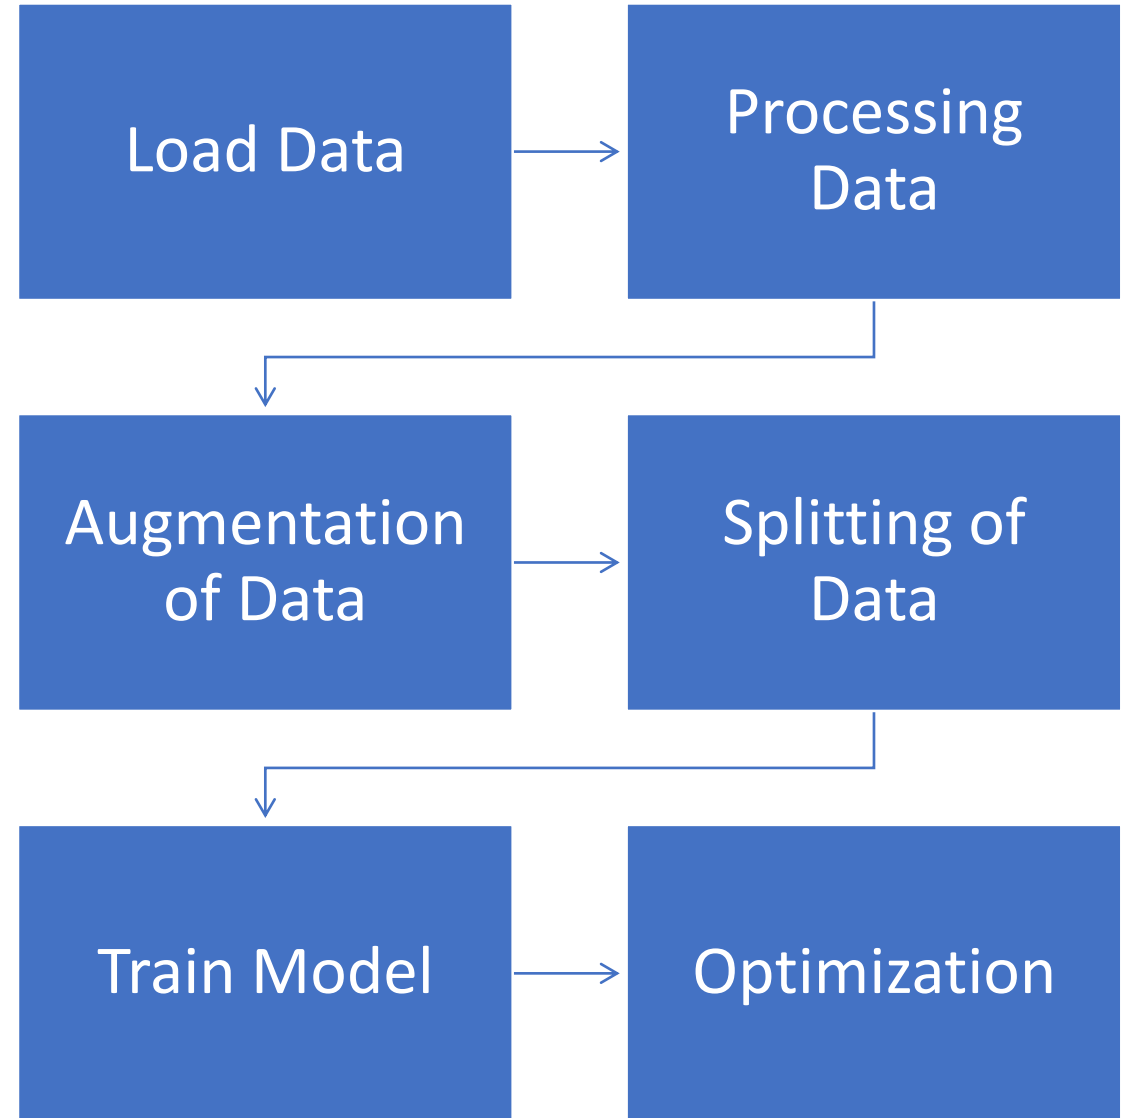 Load Data
Processing
Data
Augmentation
of Data
Splitting of
Data
Train Model
Optimization